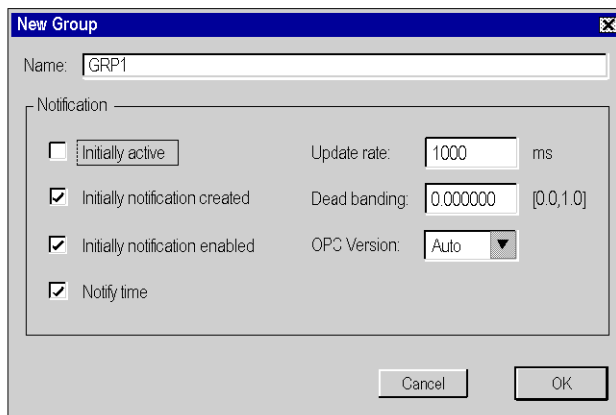 New Group
Name: GRP1
Notification
Initially active
Update rate: 1000 ms
Initially notification created
Dead banding: 0.000000 [0.0,1.0]
Initially notification enabled
OPC Version: Auto
Notify time
Cancel OK